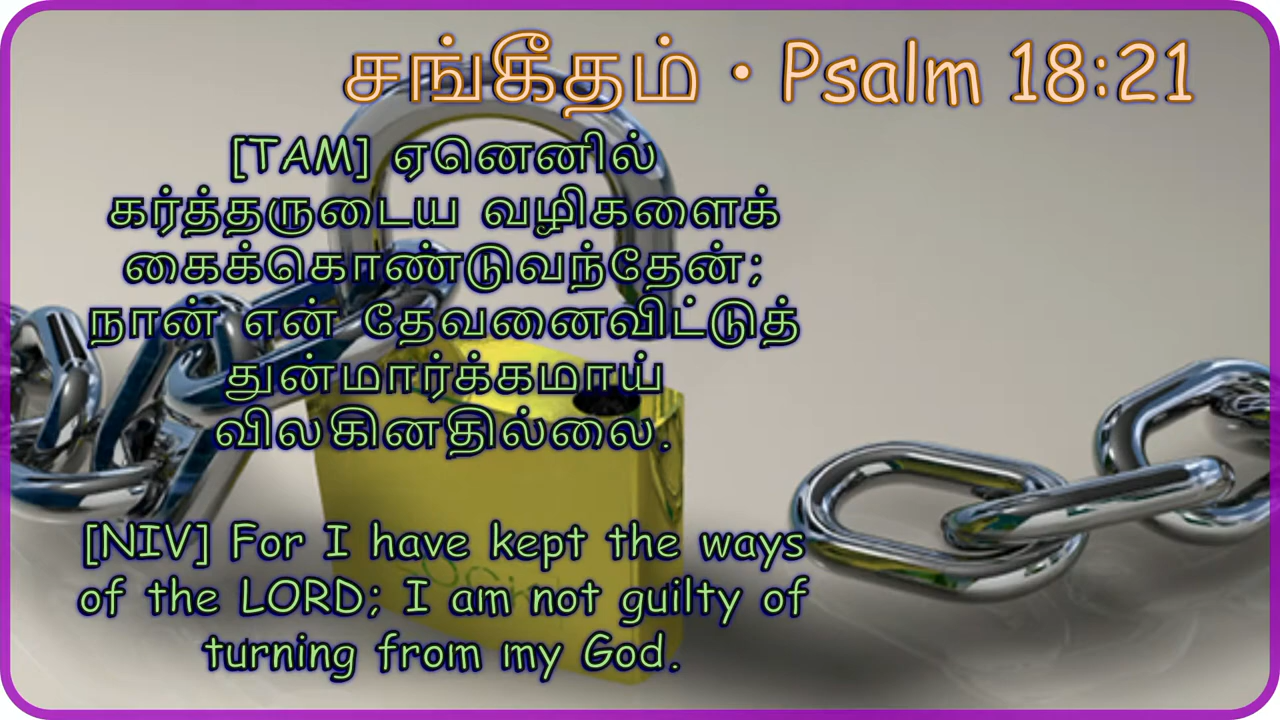 சங்கீதம் • Psalm 18:21
[TAM] ஏனெனில்
கர்த்தருடைய வழிகளைக்
கைக்கொண்டுவந்தேன்;
நான் என் தேவனைவிட்டுத்
துன்மார்க்கமாய்
விலகினதில்லை.
[NIV] For I have kept the ways
of the LORD; I am not guilty of
turning from my God.